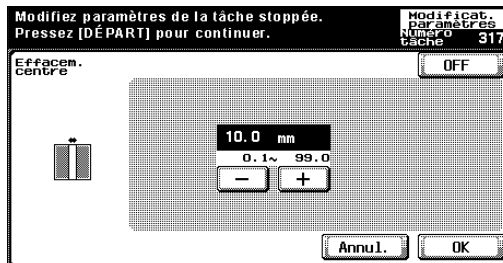 Modifiez paramètres de la tâche stoppée.
Pressez [DÉPART] pour continuer.
Modificat.
paramètres
Numéro
tâche 317
Effacem.
centre
OFF
10.0 mm
0.1~ 99.0
− +
Annul. OK